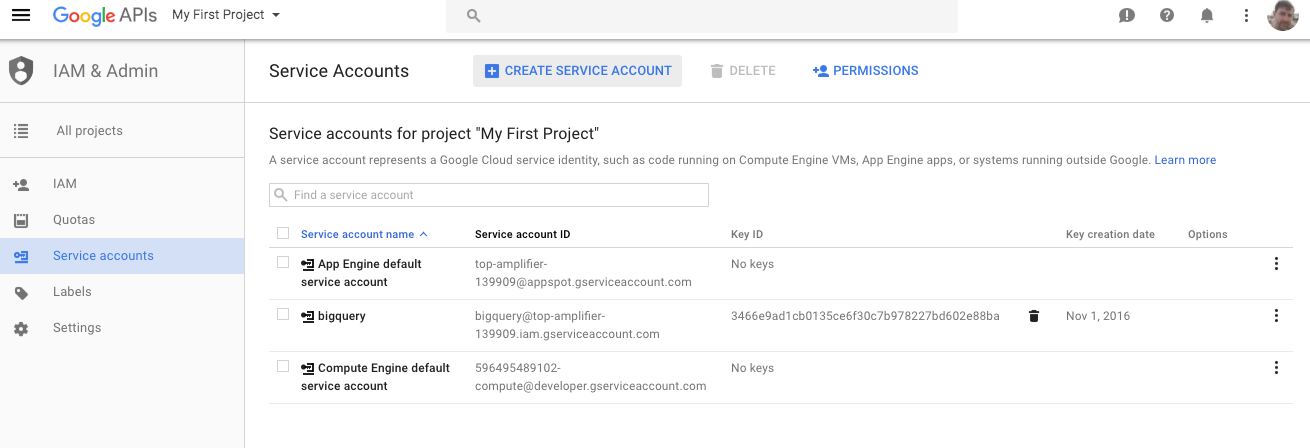 Google APIs My First Project
IAM & Admin
Service Accounts CREATE SERVICE ACCOUNT DELETE PERMISSIONS
All projects
IAM
Quotas
Service accounts
Labels
Settings
Service accounts for project "My First Project"
A service account represents a Google Cloud service identity, such as code running on Compute Engine VMs, App Engine apps, or systems running outside Google. Learn more
Find a service account
Service account name Service account ID Key ID Key creation date Options
App Engine default top-amplifier- No keys
service account 139909@appspot.gserviceaccount.com
bigquery bigquery@top-amplifier- 3466e9ad1cb0135ce6f30c7b978227bd602e88ba Nov 1, 2016
139909.iam.gserviceaccount.com
Compute Engine default 596495489102- No keys
service account compute@developer.gserviceaccount.com